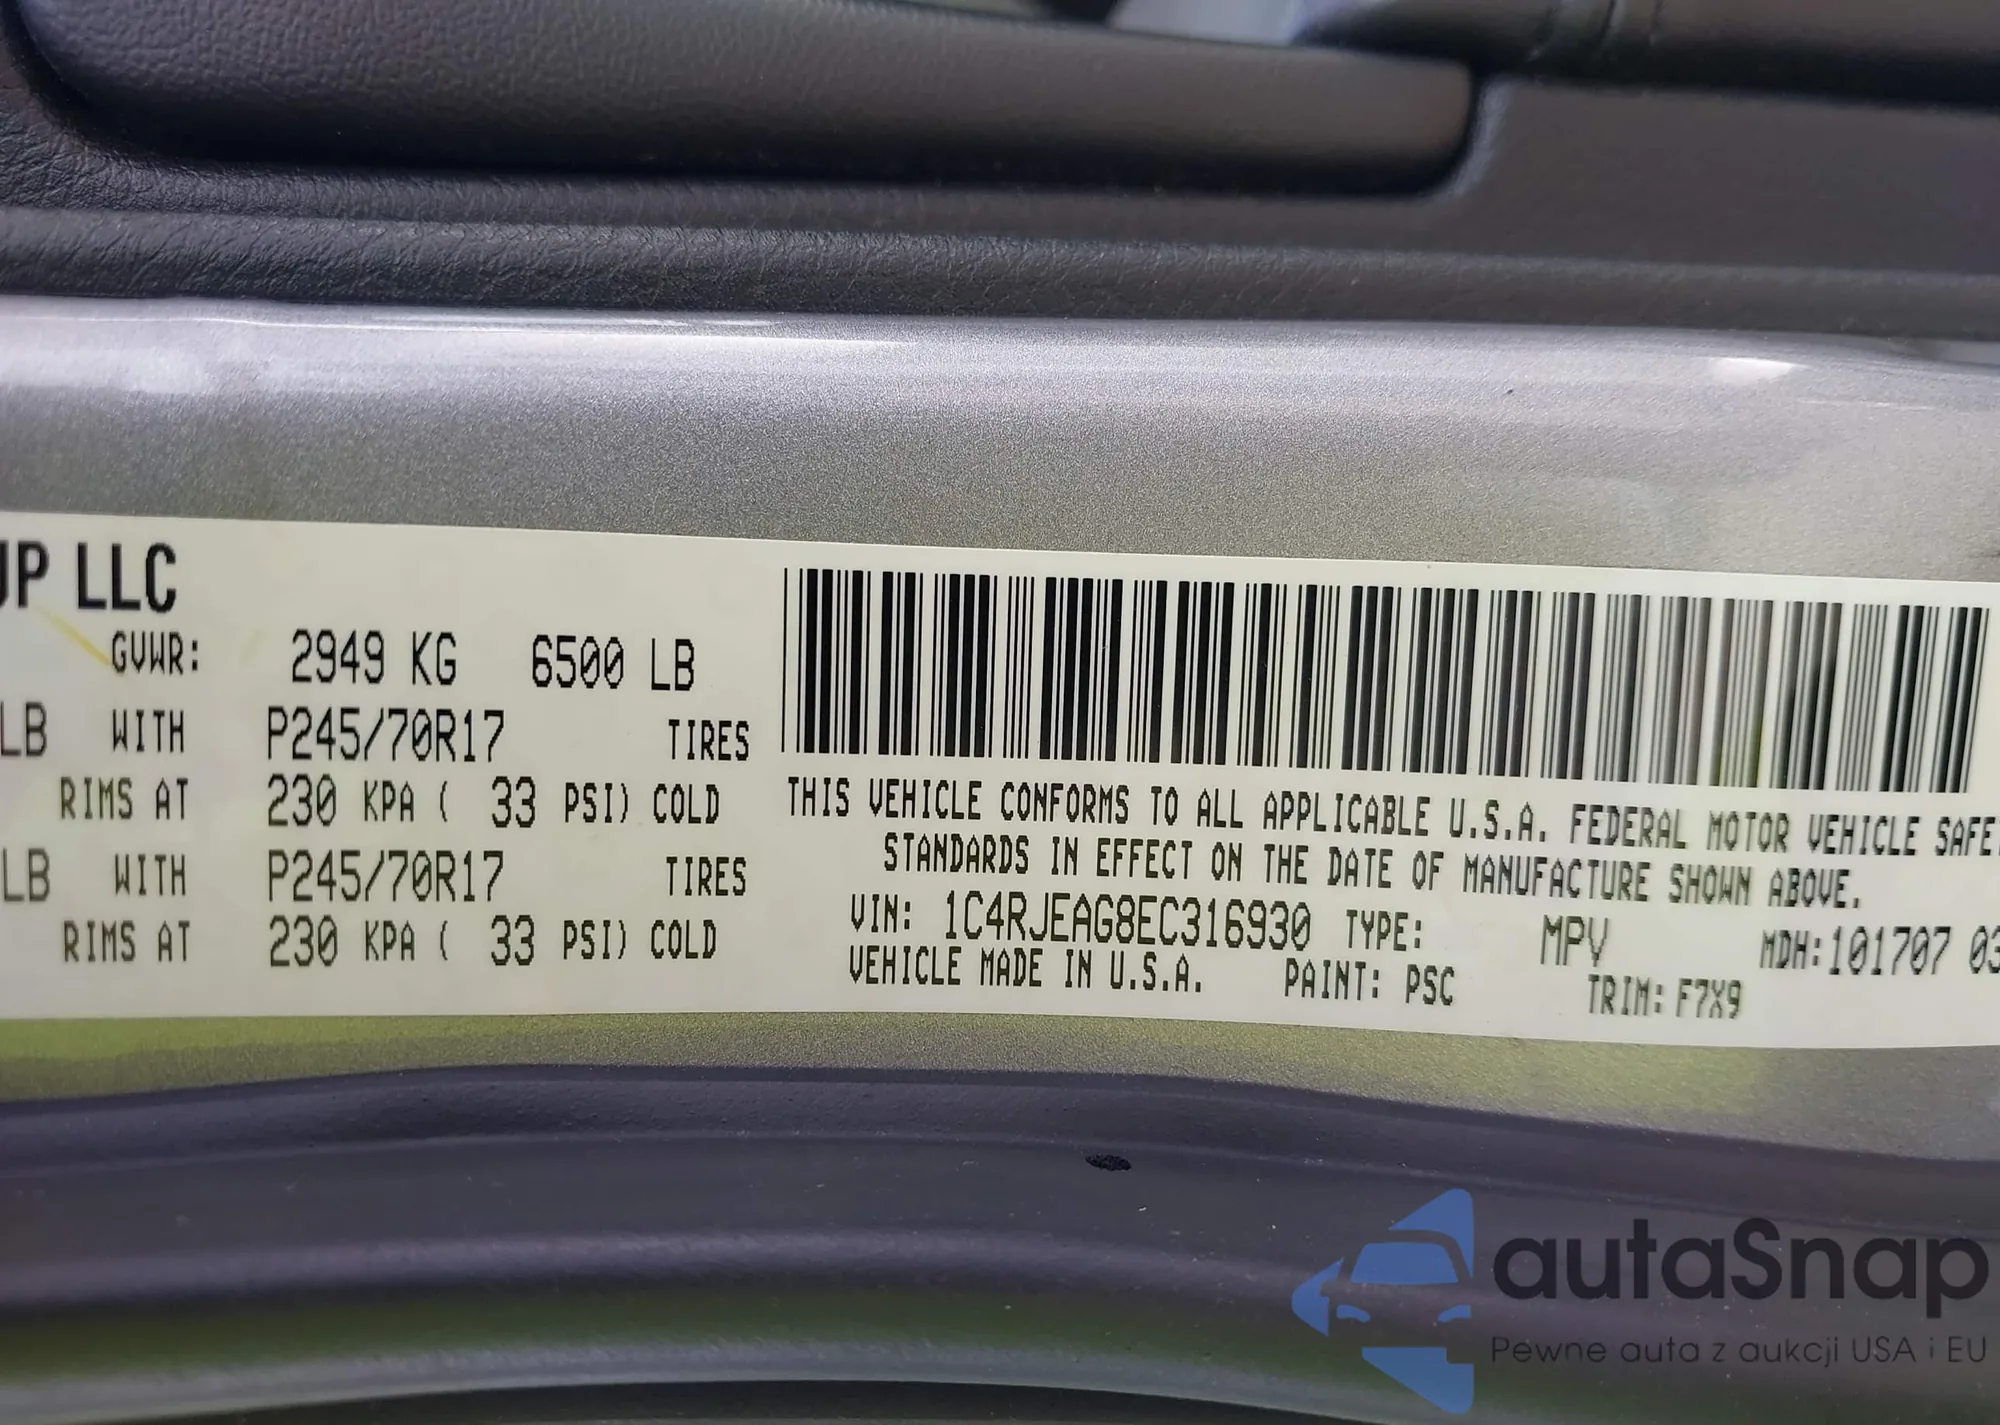 UP LLC
GVWR: 2949 KG 6500 LB
LB WITH P245/70R17 TIRES
RIMS AT 230 KPA ( 33 PSI) COLD
LB WITH P245/70R17 TIRES
RIMS AT 230 KPA ( 33 PSI) COLD
THIS VEHICLE CONFORMS TO ALL APPLICABLE U.S.A. FEDERAL MOTOR VEHICLE SAFE
STANDARDS IN EFFECT ON THE DATE OF MANUFACTURE SHOWN ABOVE.
VIN: 1C4RJEAG8EC316930 TYPE: MPV MDH:101707 03
VEHICLE MADE IN U.S.A. PAINT: PSC TRIM: F7X9
autaSnap
Pewne auta z aukcji USA i EU